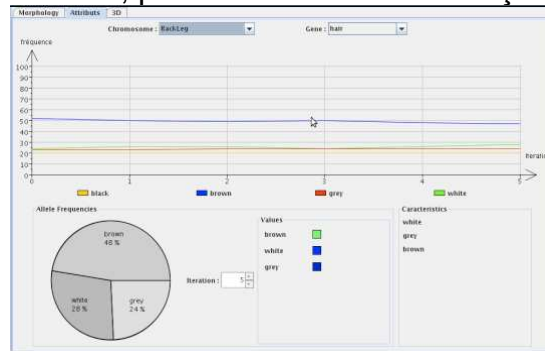 Morphology Attributs 3D
Chromosome : BackLeg Gene : hair
fréquence
100
90
80
70
60
50
40
30
20
10
0
0 1 2 3 4 5
Iteratio
black brown grey white
Allele Frequencies
brown
46 %
white
28 %
grey
24 %
Iteration : 5
Values
brown
white
grey
Caracteristics
white
grey
brown